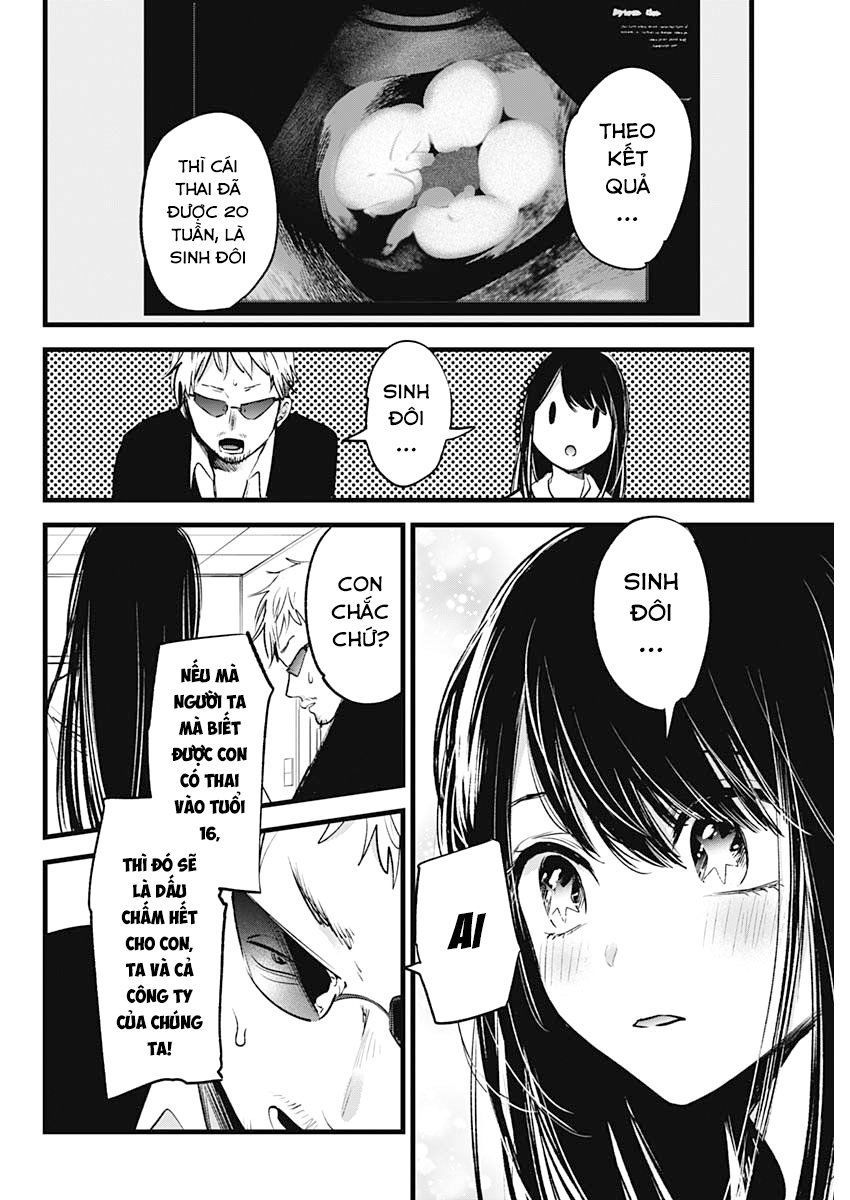 THEO
KẾT
QUẢ
...
THÌ CÁI
THAI ĐÃ
ĐƯỢC 20
TUẦN, LÀ
SINH ĐÔI
SINH
ĐÔI
...
SINH
ĐÔI
...
AI
CON
CHẮC
CHỨ?
NẾU MÀ
NGƯỜI TA
MÀ BIẾT
ĐƯỢC CON
CÓ THAI
VÀO TUỔI
16,
THÌ ĐÓ SẼ
LÀ DẤU
CHẤM HẾT
CHO CON,
TA VÀ CẢ
CÔNG TY
CỦA CHÚNG
TA!